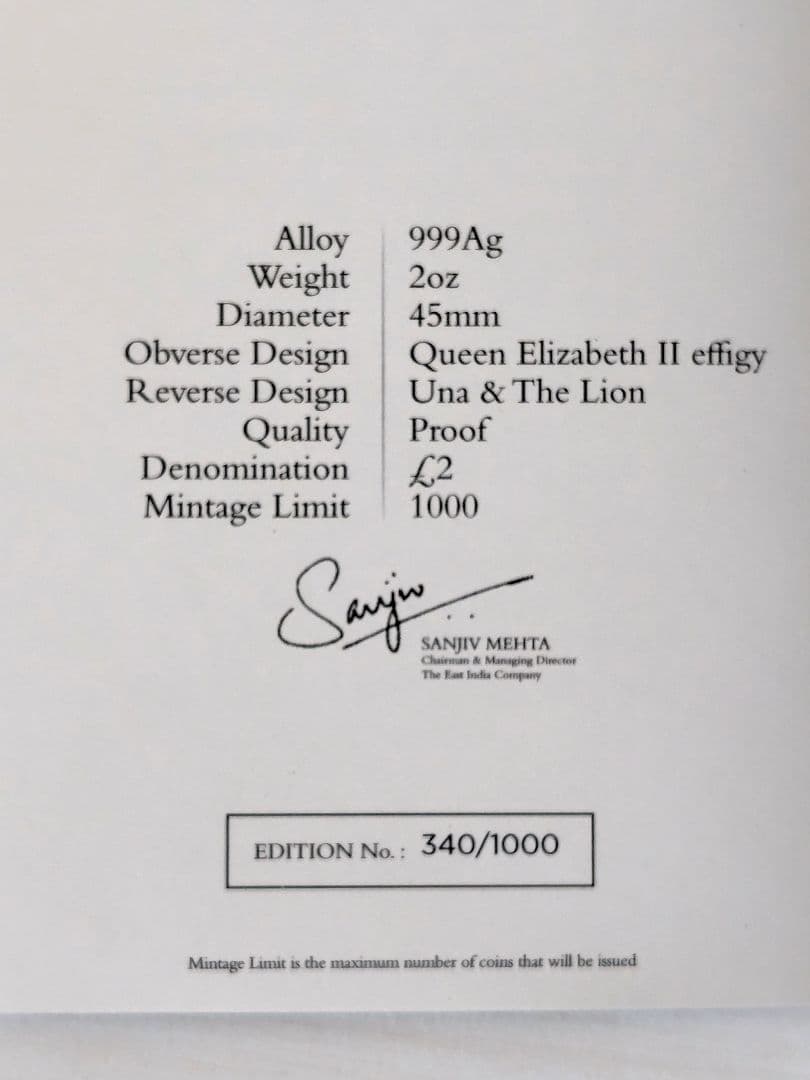 Alloy 999Ag
Weight 2oz
Diameter 45mm
Obverse Design Queen Elizabeth II effigy
Reverse Design Una & The Lion
Quality Proof
Denomination £2
Mintage Limit 1000
Sanjiv
SANJIV MEHTA
Chairman & Managing Director
The East India Company
EDITION No.: 340/1000
Mintage Limit is the maximum number of coins that will be issued